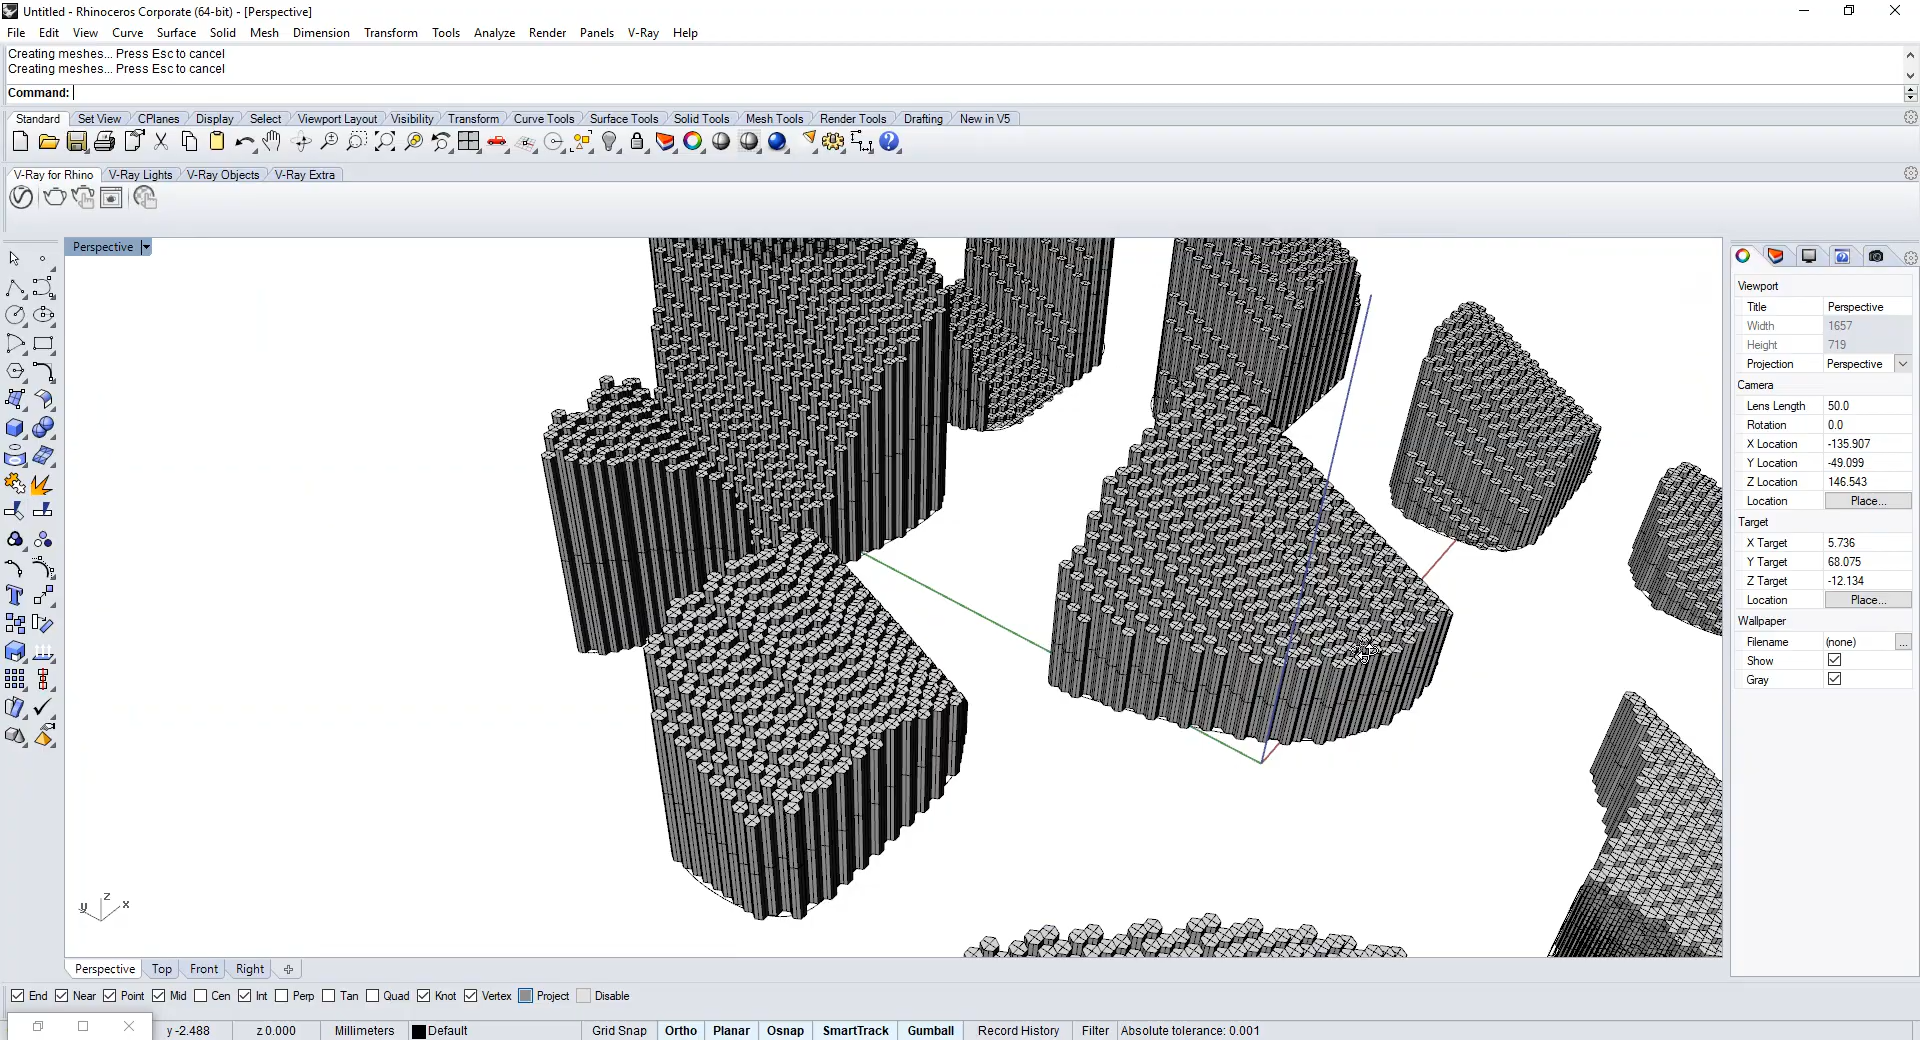 Untitled - Rhinoceros Corporate (64-bit) - [Perspective]
File Edit View Curve Surface Solid Mesh Dimension Transform Tools Analyze Render Panels V-Ray Help
Creating meshes... Press Esc to cancel
Creating meshes... Press Esc to cancel
Command:
Standard Set View CPlanes Display Select Viewport Layout Visibility Transform Curve Tools Surface Tools Solid Tools Mesh Tools Render Tools Drafting New in V5
V-Ray for Rhino V-Ray Lights V-Ray Objects V-Ray Extra
Perspective
Viewport
Title Perspective
Width 1657
Height 719
Projection Perspective
Camera
Lens Length 50.0
Rotation 0.0
X Location -135.907
Y Location -49.099
Z Location 146.543
Location Place...
Target
X Target 5.736
Y Target 68.075
Z Target -12.134
Location Place...
Wallpaper
Filename (none) ...
Show
Gray
z
y x
Perspective Top Front Right
End Near Point Mid Cen Int Perp Tan Quad Knot Vertex Project Disable
y -2.488 z 0.000 Millimeters Default Grid Snap Ortho Planar Osnap SmartTrack Gumball Record History Filter Absolute tolerance: 0.001